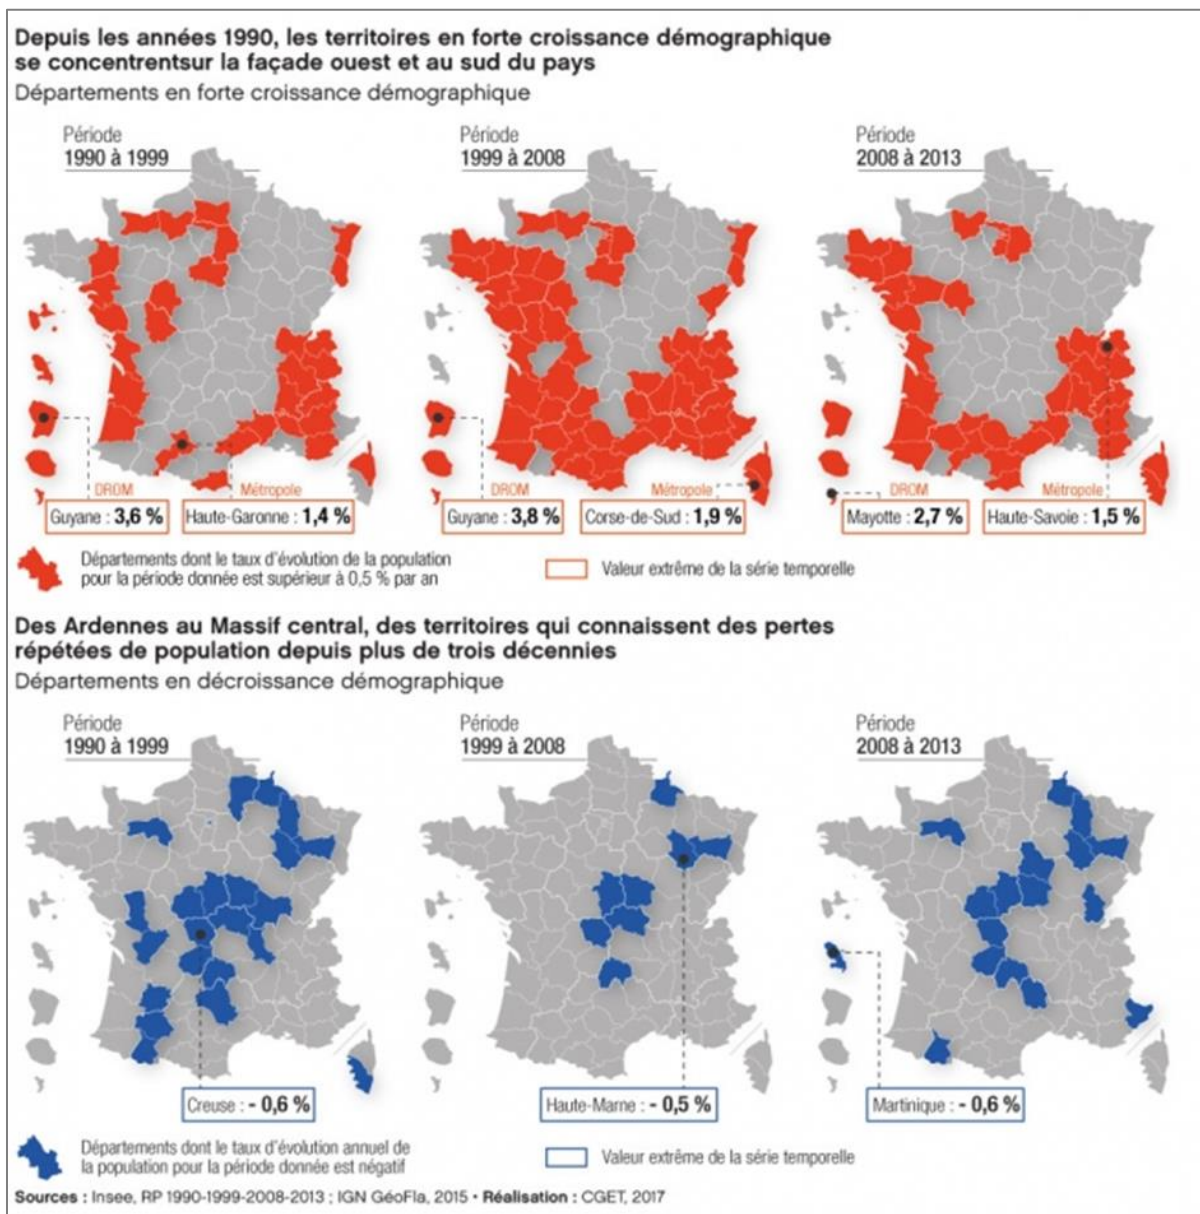 Depuis les années 1990, les territoires en forte croissance démographique
se concentrentsur la façade ouest et au sud du pays
Départements en forte croissance démographique
Période
1990 à 1999
Période
1999 à 2008
Période
2008 à 2013
DROM
Métropole
Guyane : 3,6 %
Haute-Garonne : 1,4 %
DROM
Métropole
Guyane : 3,8 %
Corse-de-Sud : 1,9 %
DROM
Métropole
Mayotte : 2,7 %
Haute-Savoie : 1,5 %
Départements dont le taux d'évolution de la population
pour la période donnée est supérieur à 0,5 % par an
Valeur extrême de la série temporelle
Des Ardennes au Massif central, des territoires qui connaissent des pertes
répétées de population depuis plus de trois décennies
Départements en décroissance démographique
Période
1990 à 1999
Période
1999 à 2008
Période
2008 à 2013
Creuse : - 0,6 %
Haute-Marne : - 0,5 %
Martinique : - 0,6 %
Départements dont le taux d'évolution annuel de
la population pour la période donnée est négatif
Valeur extrême de la série temporelle
Sources : Insee, RP 1990-1999-2008-2013 ; IGN GéoFla, 2015 • Réalisation : CGET, 2017